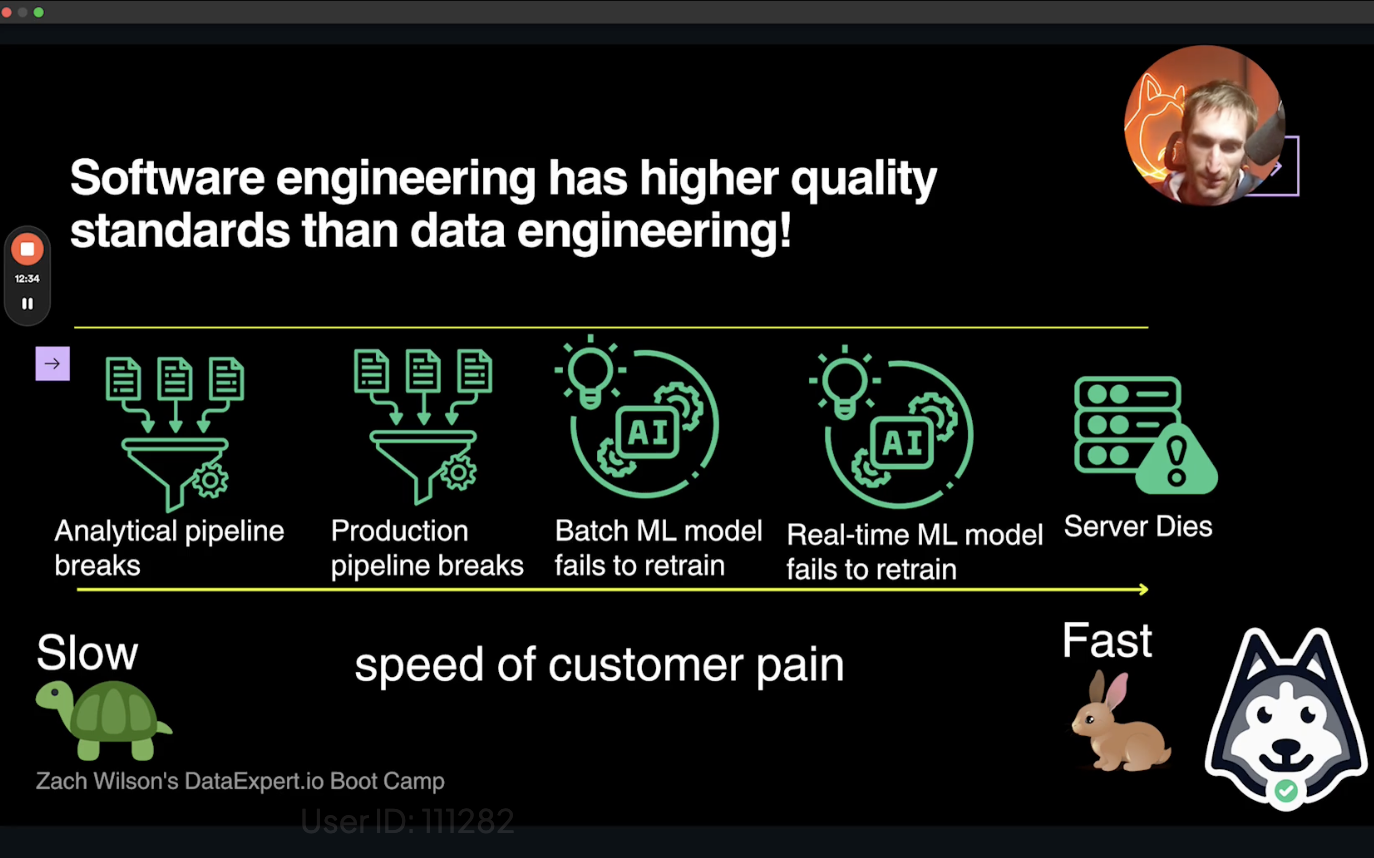 Software engineering has higher quality
standards than data engineering!
12:34
AI
AI
Analytical pipeline
breaks
Production
pipeline breaks
Batch ML model
fails to retrain
Real-time ML model
fails to retrain
Server Dies
Slow
speed of customer pain
Fast
Zach Wilson's DataExpert.io Boot Camp
User ID: 111282